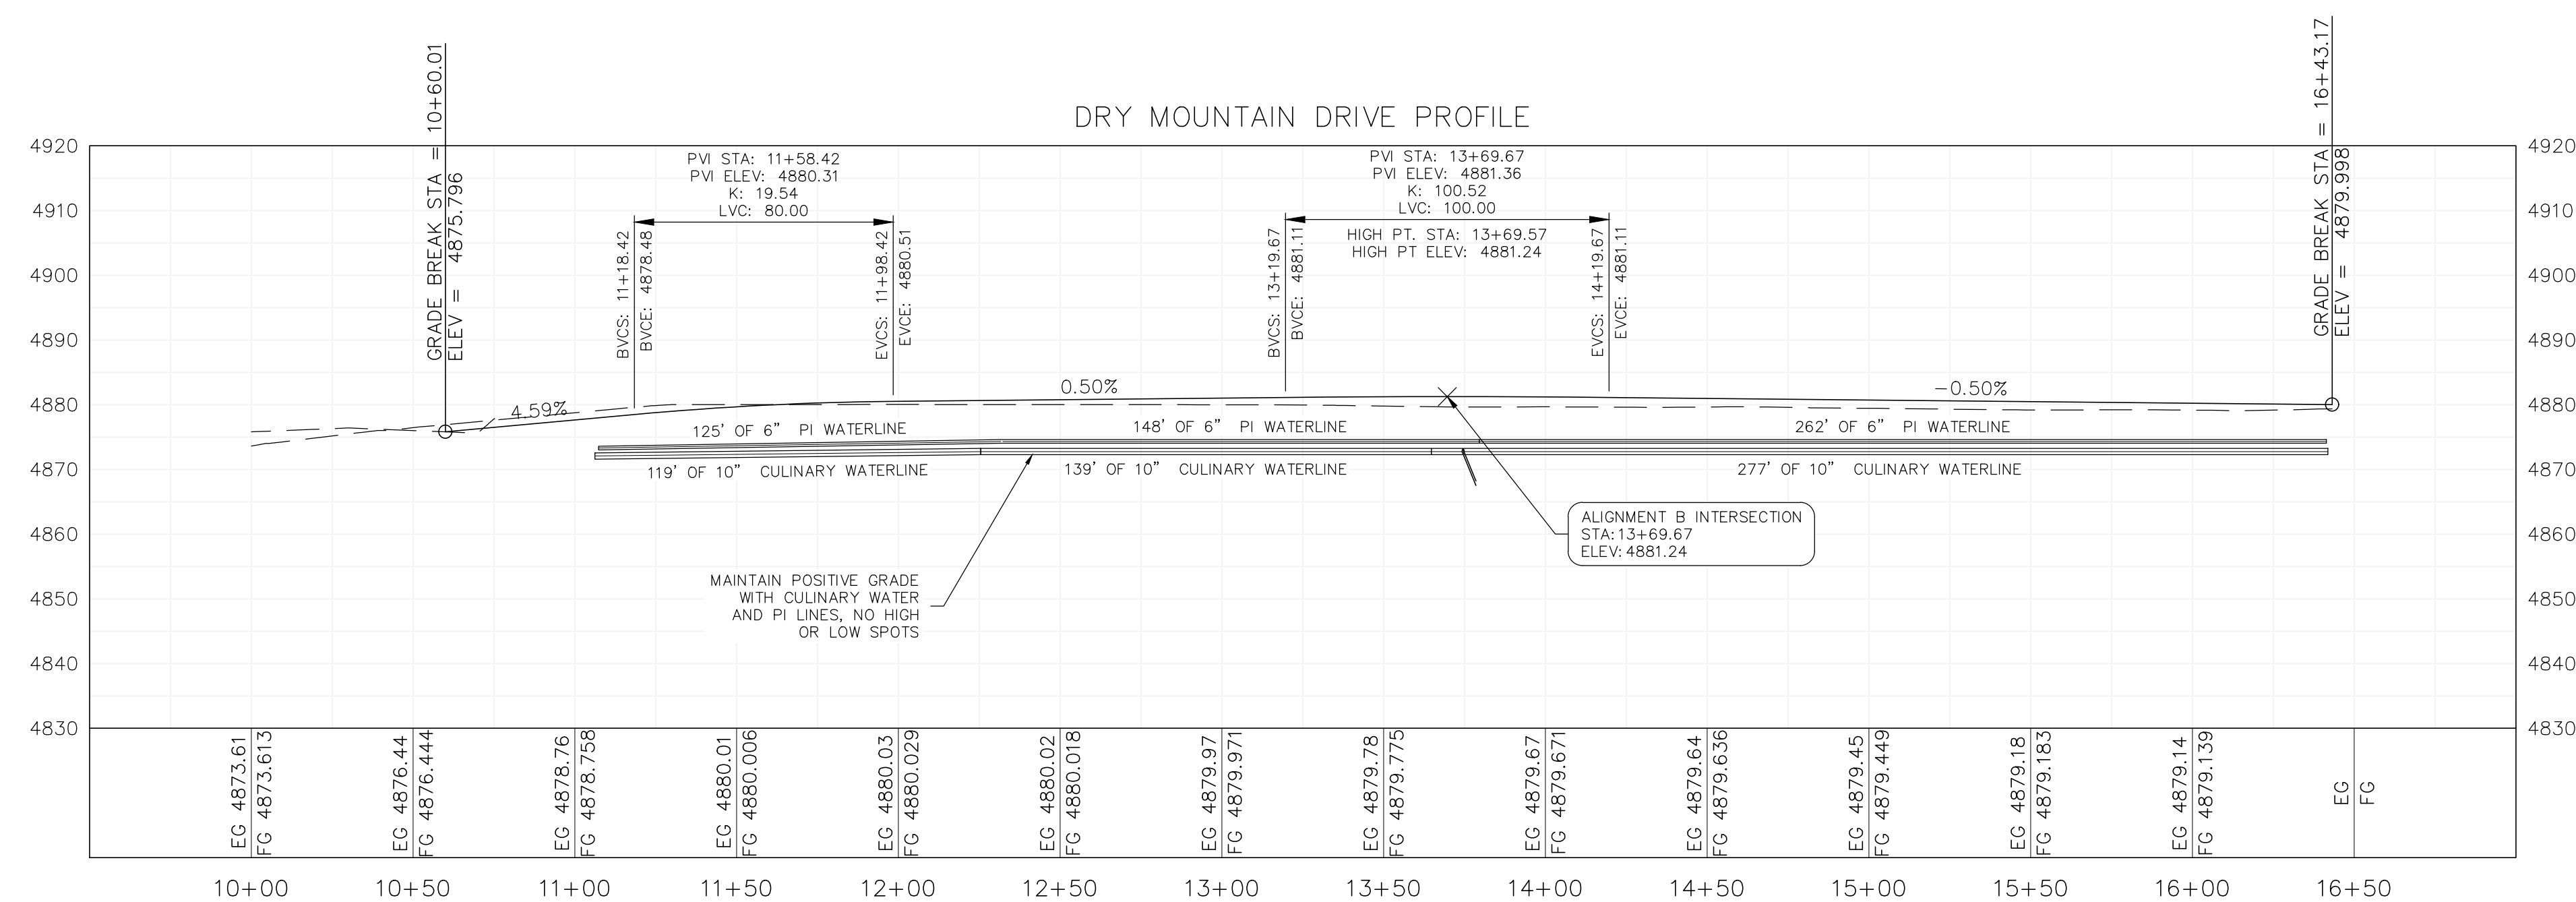 DRY MOUNTAIN DRIVE PROFILE
GRADE BREAK STA = 10+60.01
ELEV = 4875.796
PVI STA: 11+58.42
PVI ELEV: 4880.31
K: 19.54
LVC: 80.00
BVCS: 11+18.42
BVCE: 4878.48
EVCS: 11+98.42
EVCE: 4880.51
PVI STA: 13+69.67
PVI ELEV: 4881.36
K: 100.52
LVC: 100.00
HIGH PT. STA: 13+69.57
HIGH PT ELEV: 4881.24
BVCS: 13+19.67
BVCE: 4881.11
EVCS: 14+19.67
EVCE: 4881.11
GRADE BREAK STA = 16+43.17
ELEV = 4879.998
4920
4910
4900
4890
4880
4870
4860
4850
4840
4830
4920
4910
4900
4890
4880
4870
4860
4850
4840
4830
4.59%
0.50%
-0.50%
125' OF 6" PI WATERLINE
148' OF 6" PI WATERLINE
262' OF 6" PI WATERLINE
119' OF 10" CULINARY WATERLINE
139' OF 10" CULINARY WATERLINE
277' OF 10" CULINARY WATERLINE
ALIGNMENT B INTERSECTION
STA:13+69.67
ELEV:4881.24
MAINTAIN POSITIVE GRADE
WITH CULINARY WATER
AND PI LINES, NO HIGH
OR LOW SPOTS
EG 4873.61
FG 4873.613
EG 4876.44
FG 4876.444
EG 4878.76
FG 4878.758
EG 4880.01
FG 4880.006
EG 4880.03
FG 4880.029
EG 4880.02
FG 4880.018
EG 4879.97
FG 4879.971
EG 4879.78
FG 4879.775
EG 4879.67
FG 4879.671
EG 4879.64
FG 4879.636
EG 4879.45
FG 4879.449
EG 4879.18
FG 4879.183
EG 4879.14
FG 4879.139
EG
FG
10+00
10+50
11+00
11+50
12+00
12+50
13+00
13+50
14+00
14+50
15+00
15+50
16+00
16+50